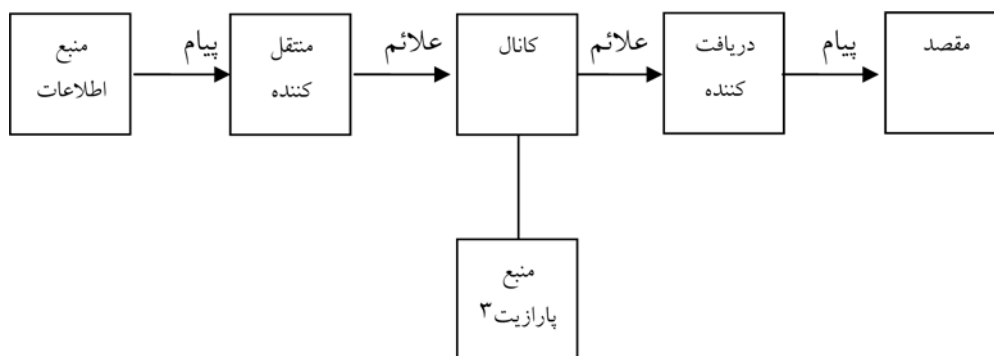 منبع
اطلاعات
پیام
منتقل
کننده
علائم
کانال
علائم
دریافت
کننده
پیام
مقصد
منبع
پارازیت۳